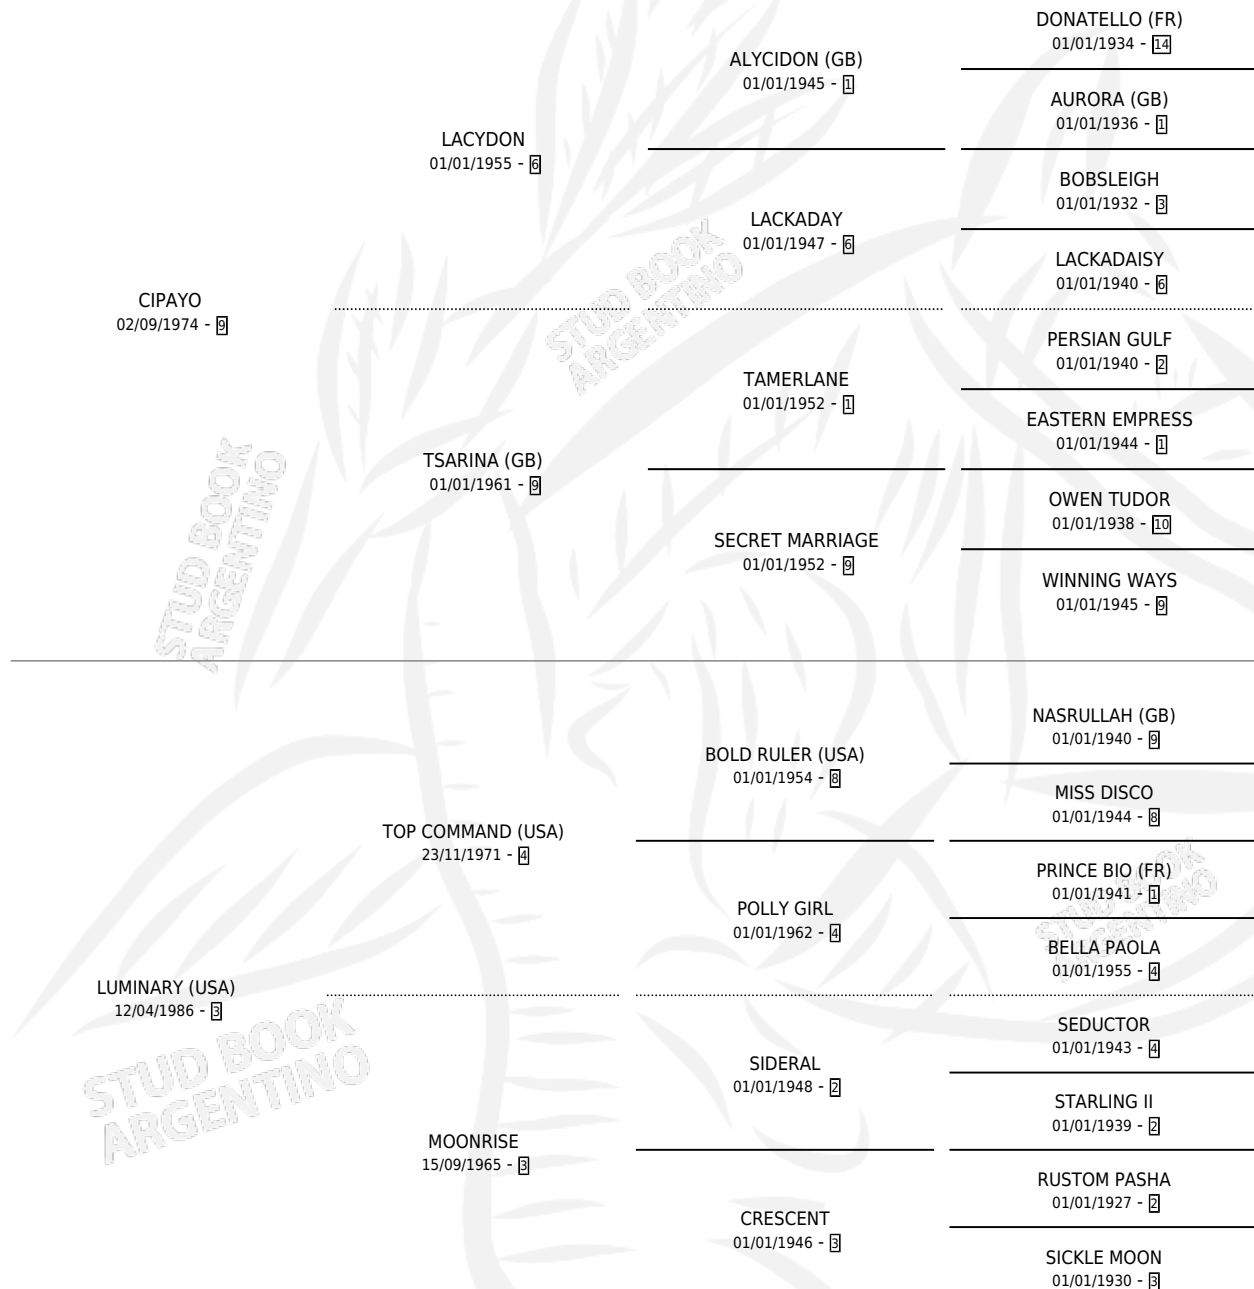 DONATELLO (FR)
01/01/1934 - 14
ALYCIDON (GB)
01/01/1945 - 1
AURORA (GB)
01/01/1936 - 1
LACYDON
01/01/1955 - 6
BOBSLEIGH
01/01/1932 - 3
LACKADAY
01/01/1947 - 6
LACKADAISY
01/01/1940 - 6
CIPAYO
02/09/1974 - 9
PERSIAN GULF
01/01/1940 - 2
TAMERLANE
01/01/1952 - 1
EASTERN EMPRESS
01/01/1944 - 1
TSARINA (GB)
01/01/1961 - 9
OWEN TUDOR
01/01/1938 - 10
SECRET MARRIAGE
01/01/1952 - 9
WINNING WAYS
01/01/1945 - 9
NASRULLAH (GB)
01/01/1940 - 9
BOLD RULER (USA)
01/01/1954 - 8
MISS DISCO
01/01/1944 - 8
TOP COMMAND (USA)
23/11/1971 - 4
PRINCE BIO (FR)
01/01/1941 - 1
POLLY GIRL
01/01/1962 - 4
BELLA PAOLA
01/01/1955 - 4
LUMINARY (USA)
12/04/1986 - 3
SEDUCTOR
01/01/1943 - 4
SIDERAL
01/01/1948 - 2
STARLING II
01/01/1939 - 2
MOONRISE
15/09/1965 - 3
RUSTOM PASHA
01/01/1927 - 2
CRESCENT
01/01/1946 - 3
SICKLE MOON
01/01/1930 - 3
STUD BOOK
ARGENTINO
STUD BOOK
ARGENTINO
STUD BOOK
ARGENTINO
STUD BOOK
ARGENTINO